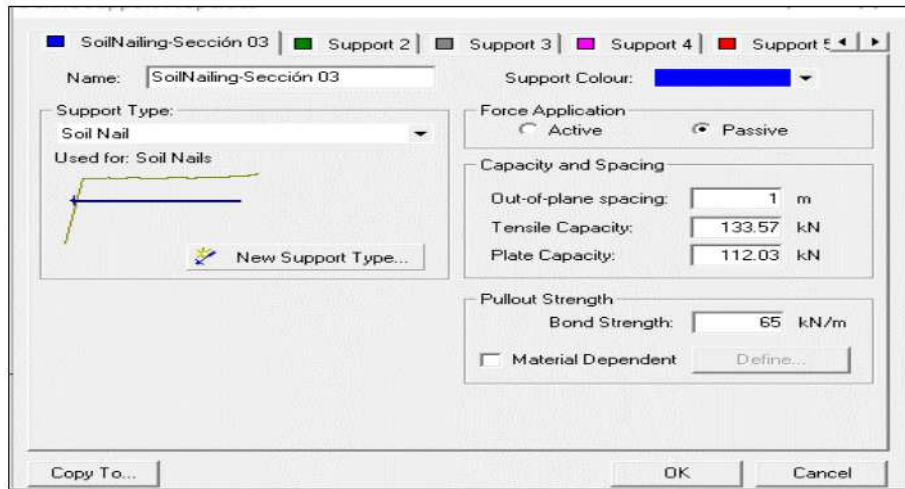 SoilNailing-Sección 03 Support 2 Support 3 Support 4 Support
Name: SoilNailing-Sección 03
Support Colour:
Support Type:
Soil Nail
Used for: Soil Nails
New Support Type...
Force Application
Active Passive
Capacity and Spacing
Out-of-plane spacing: 1 m
Tensile Capacity: 133.57 kN
Plate Capacity: 112.03 kN
Pullout Strength
Bond Strength: 65 kN/m
Material Dependent Define...
Copy To... OK Cancel